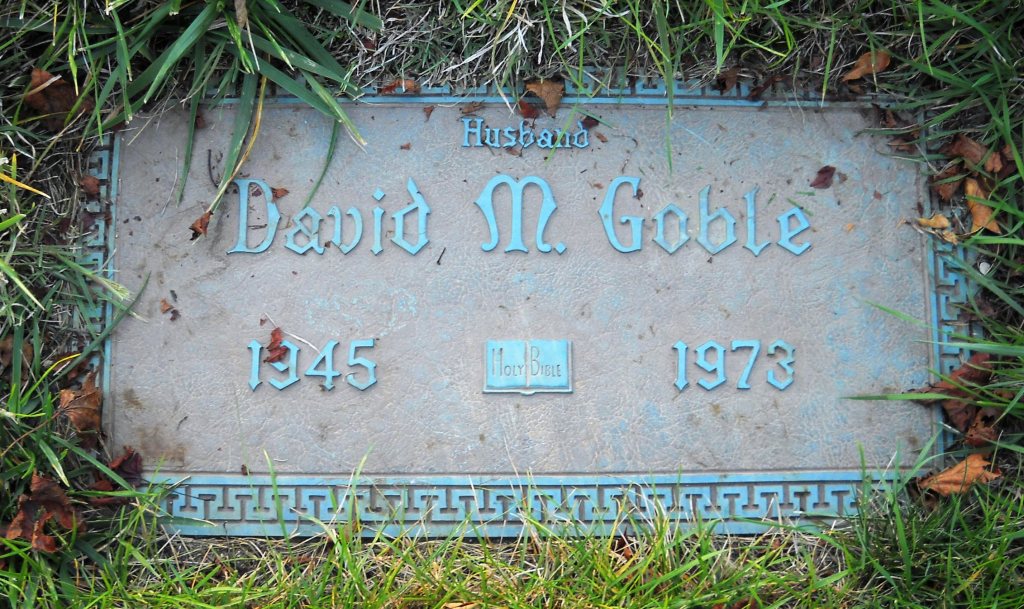 Husband
David M. Goble
1945 Holy Bible 1973